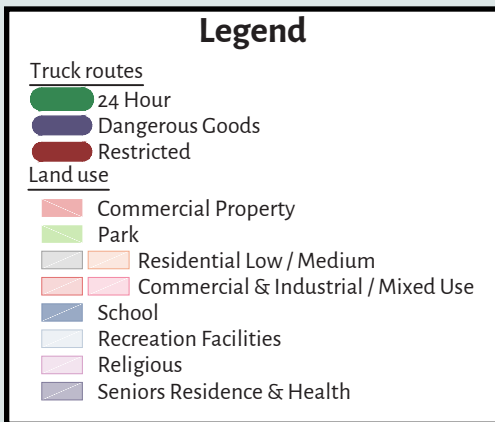 Legend
Truck routes
24 Hour
Dangerous Goods
Restricted
Land use
Commercial Property
Park
Residential Low / Medium
Commercial & Industrial / Mixed Use
School
Recreation Facilities
Religious
Seniors Residence & Health